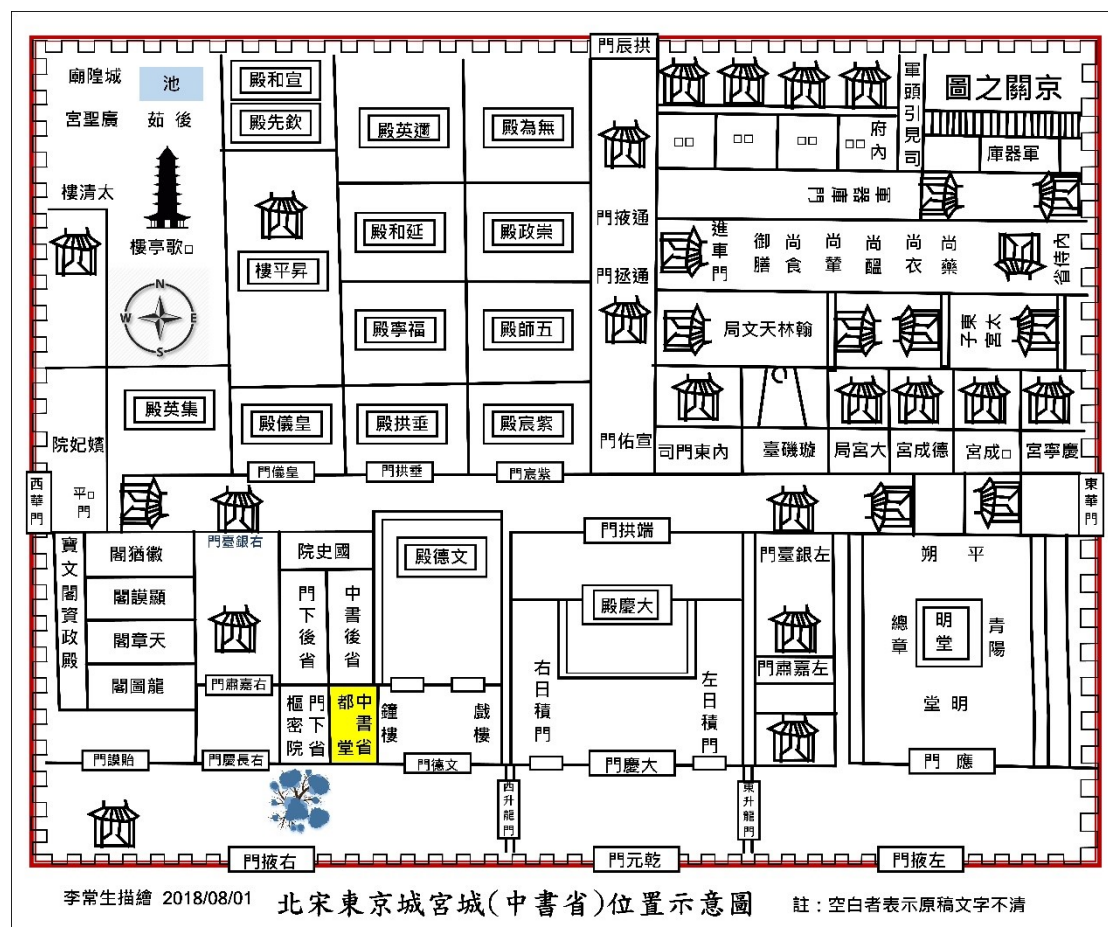 拱辰門
城隍廟
池
宣和殿
廣聖宮
後茹
欽先殿
邇英殿
無為殿
軍頭引見司
京關之圖
府內□□
□□
□□
□□
軍器庫
太清樓
軍器庫門
□歌亭樓
昇平樓
延和殿
崇政殿
通掖門
進車門
御膳
尚食
尚輦
尚醞
尚衣
尚藥
內侍省
通拯門
福寧殿
五師殿
翰林天文局
太子東宮
集英殿
皇儀殿
垂拱殿
紫宸殿
嬪妃院
宣佑門
內東門司
璇磯臺
大宮局
德成宮
□成宮
慶寧宮
皇儀門
垂拱門
紫宸門
西華門
□平門
東華門
端拱門
寶文閣資政殿
徽猶閣
顯謨閣
天章閣
龍圖閣
右銀臺門
國史院
門下後省
中書後省
文德殿
大慶殿
左銀臺門
平朔
總章
明堂
青陽
明堂
右嘉肅門
左嘉肅門
右日積門
左日積門
樞密院
門下省
中書省
都堂
鐘樓
戲樓
貽謨門
右長慶門
文德門
大慶門
應門
西升龍門
東升龍門
右掖門
乾元門
左掖門
李常生描繪 2018/08/01
北宋東京城宮城(中書省)位置示意圖
註：空白者表示原稿文字不清
N
E
S
W